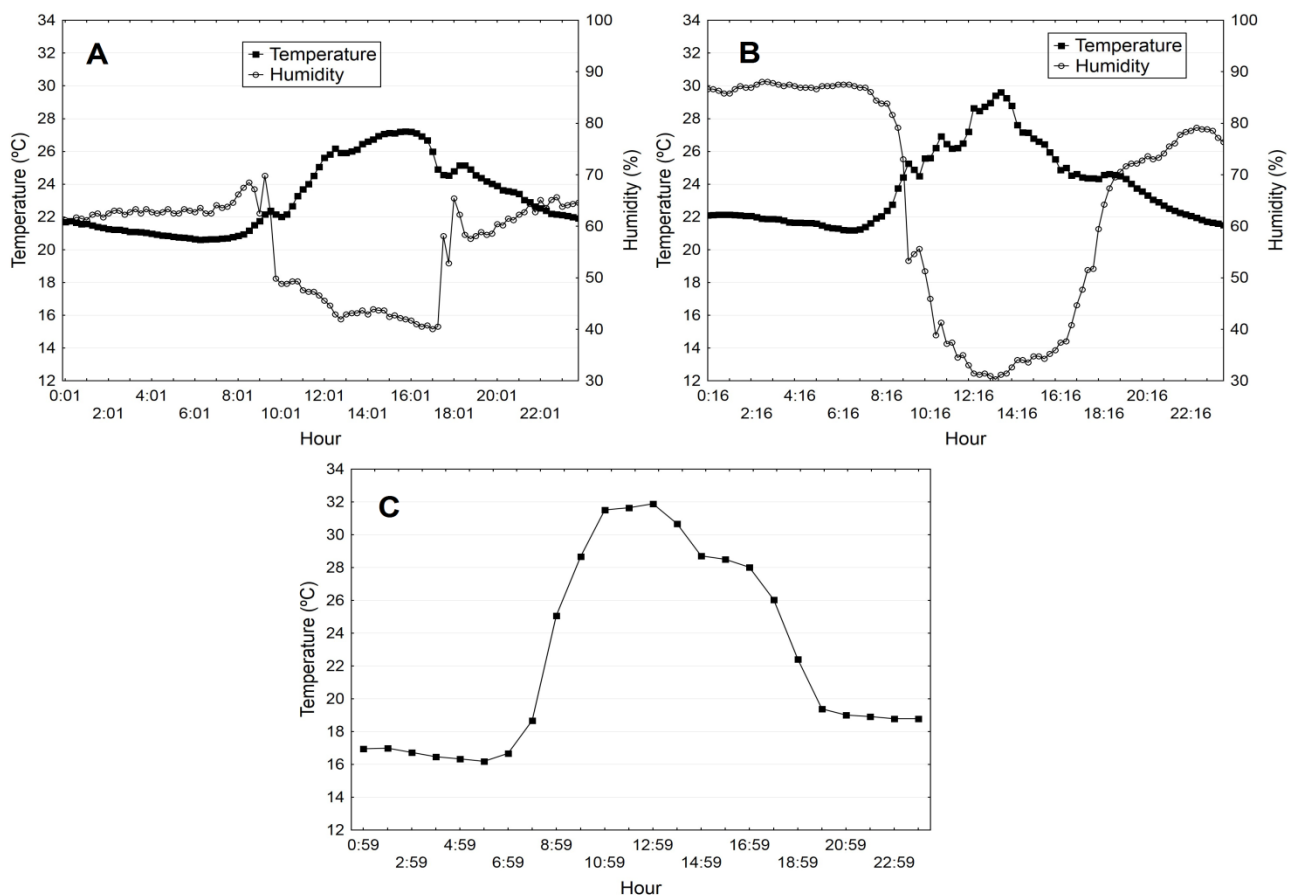 A
Temperature
Humidity
34
32
30
28
26
24
22
20
18
16
14
12
Temperature (ºC)
100
90
80
70
60
50
40
30
Humidity (%)
0:01 4:01 8:01 12:01 16:01 20:01
2:01 6:01 10:01 14:01 18:01 22:01
Hour
B
Temperature
Humidity
34
32
30
28
26
24
22
20
18
16
14
12
Temperature (ºC)
100
90
80
70
60
50
40
30
Humidity (%)
0:16 4:16 8:16 12:16 16:16 20:16
2:16 6:16 10:16 14:16 18:16 22:16
Hour
C
34
32
30
28
26
24
22
20
18
16
14
12
Temperature (ºC)
0:59 4:59 8:59 12:59 16:59 20:59
2:59 6:59 10:59 14:59 18:59 22:59
Hour